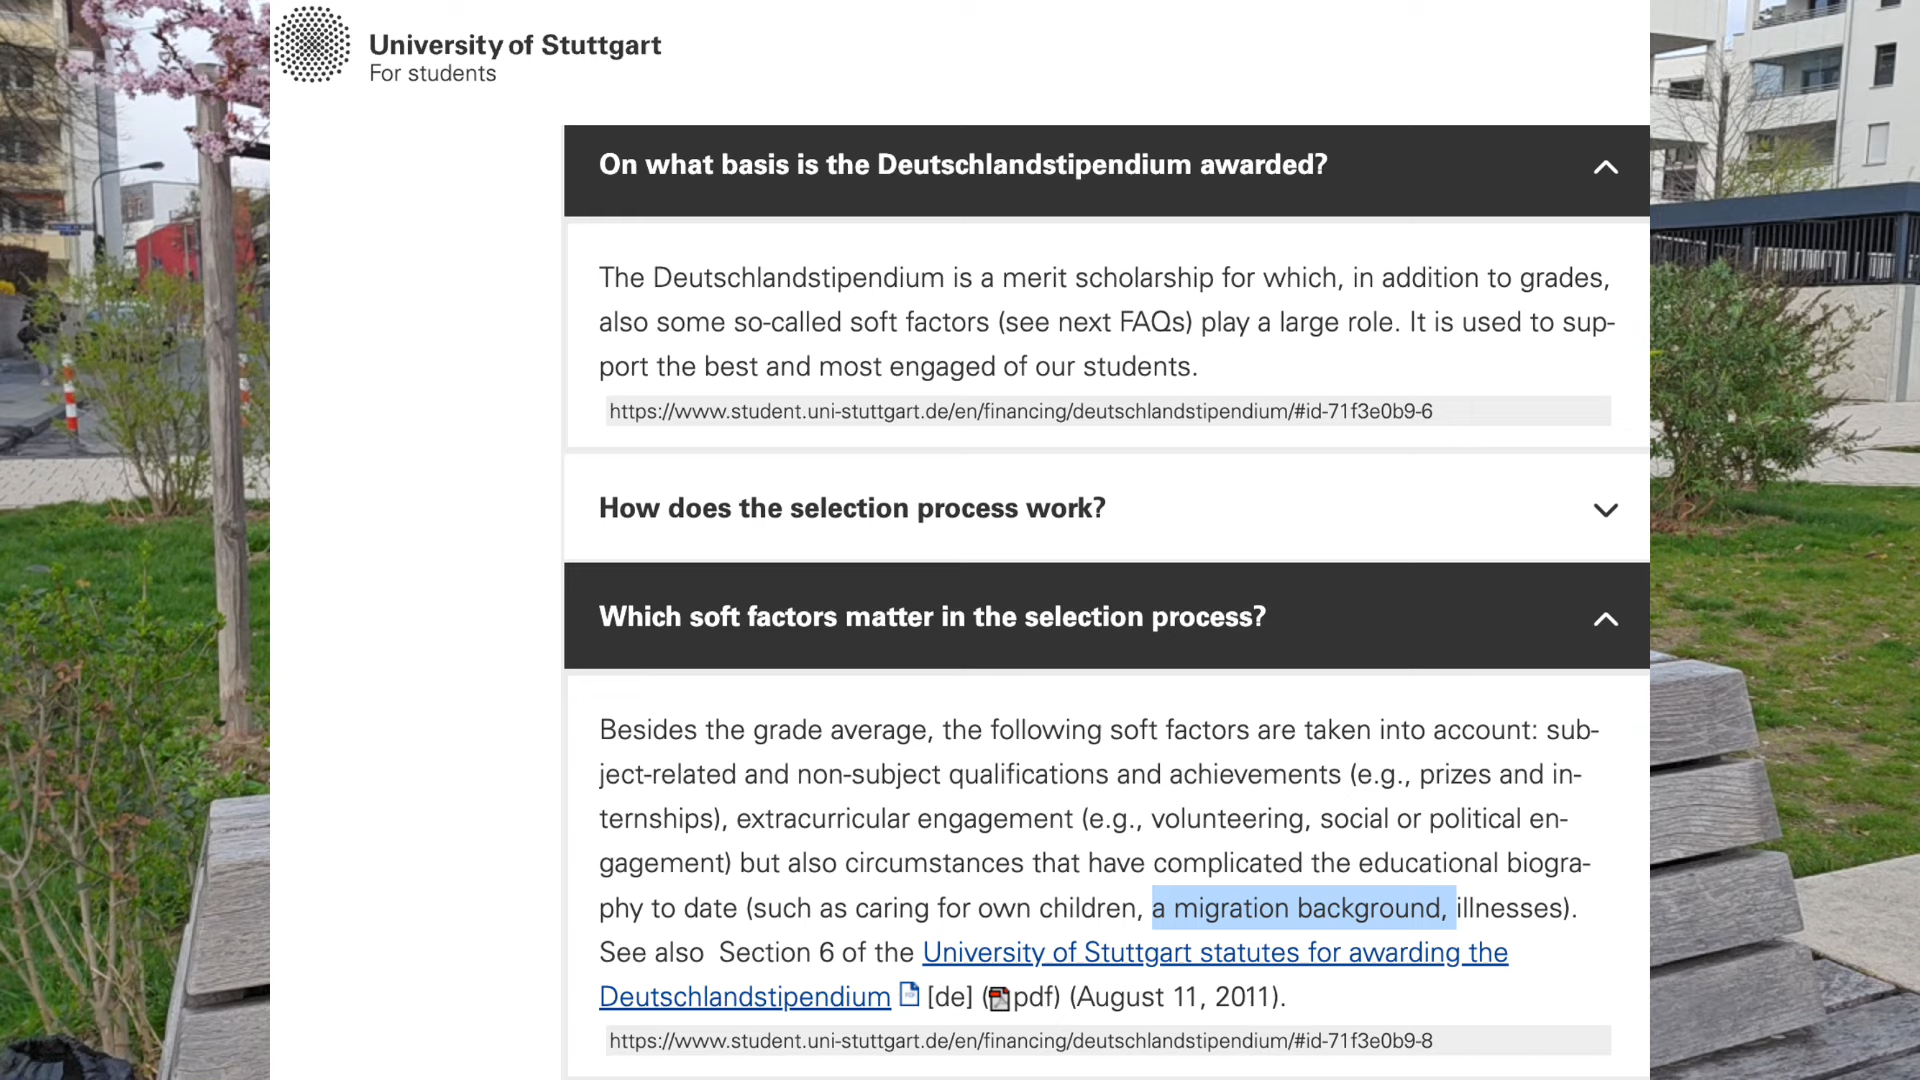 University of Stuttgart
For students
On what basis is the Deutschlandstipendium awarded?
The Deutschlandstipendium is a merit scholarship for which, in addition to grades,
also some so-called soft factors (see next FAQs) play a large role. It is used to sup-
port the best and most engaged of our students.
https://www.student.uni-stuttgart.de/en/financing/deutschlandstipendium/#id-71f3e0b9-6
How does the selection process work?
Which soft factors matter in the selection process?
Besides the grade average, the following soft factors are taken into account: sub-
ject-related and non-subject qualifications and achievements (e.g., prizes and in-
ternships), extracurricular engagement (e.g., volunteering, social or political en-
gagement) but also circumstances that have complicated the educational biogra-
phy to date (such as caring for own children, a migration background, illnesses).
See also Section 6 of the University of Stuttgart statutes for awarding the
Deutschlandstipendium [de] (pdf) (August 11, 2011).
https://www.student.uni-stuttgart.de/en/financing/deutschlandstipendium/#id-71f3e0b9-8